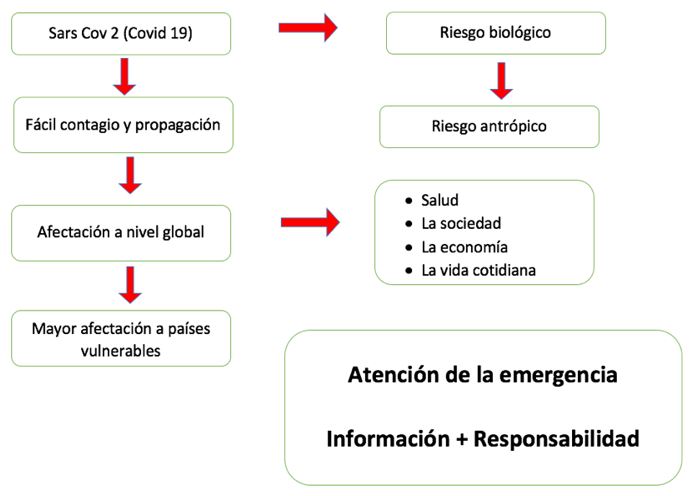 Sars Cov 2 (Covid 19)
Riesgo biológico
Fácil contagio y propagación
Riesgo antrópico
Afectación a nivel global
• Salud
• La sociedad
• La economía
• La vida cotidiana
Mayor afectación a países
vulnerables
Atención de la emergencia
Información + Responsabilidad